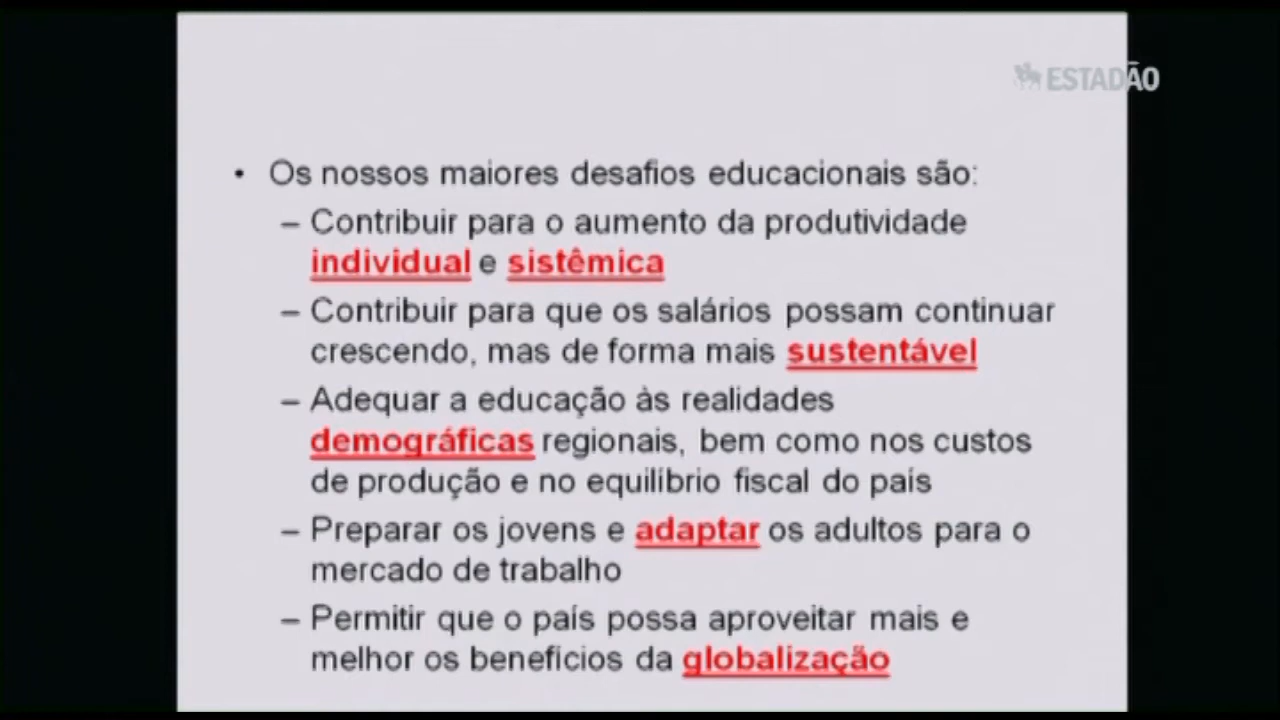 ESTADÃO
• Os nossos maiores desafios educacionais são:
– Contribuir para o aumento da produtividade
individual e sistêmica
– Contribuir para que os salários possam continuar
crescendo, mas de forma mais sustentável
– Adequar a educação às realidades
demográficas regionais, bem como nos custos
de produção e no equilíbrio fiscal do país
– Preparar os jovens e adaptar os adultos para o
mercado de trabalho
– Permitir que o país possa aproveitar mais e
melhor os benefícios da globalização